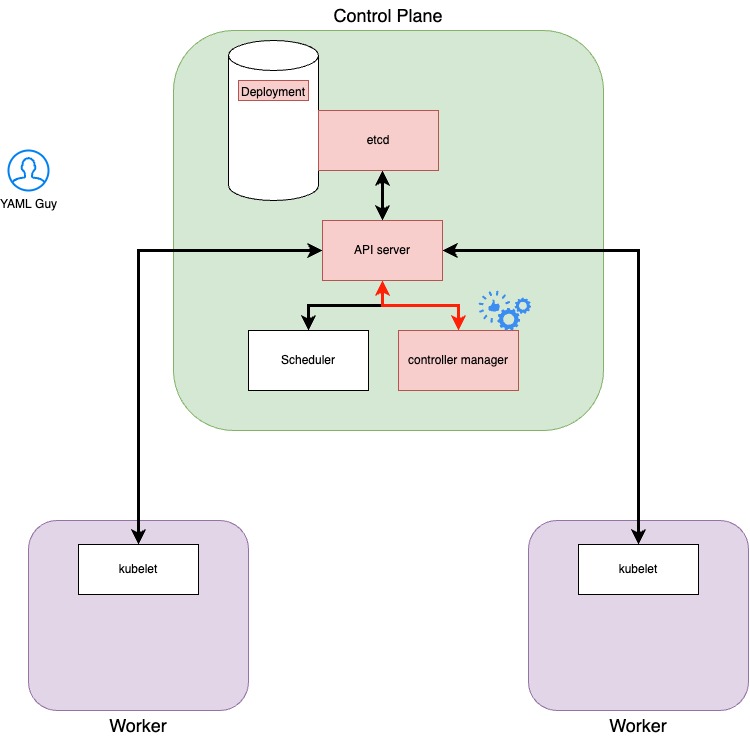 Control Plane
Deployment
etcd
YAML Guy
API server
Scheduler
controller manager
kubelet
kubelet
Worker
Worker